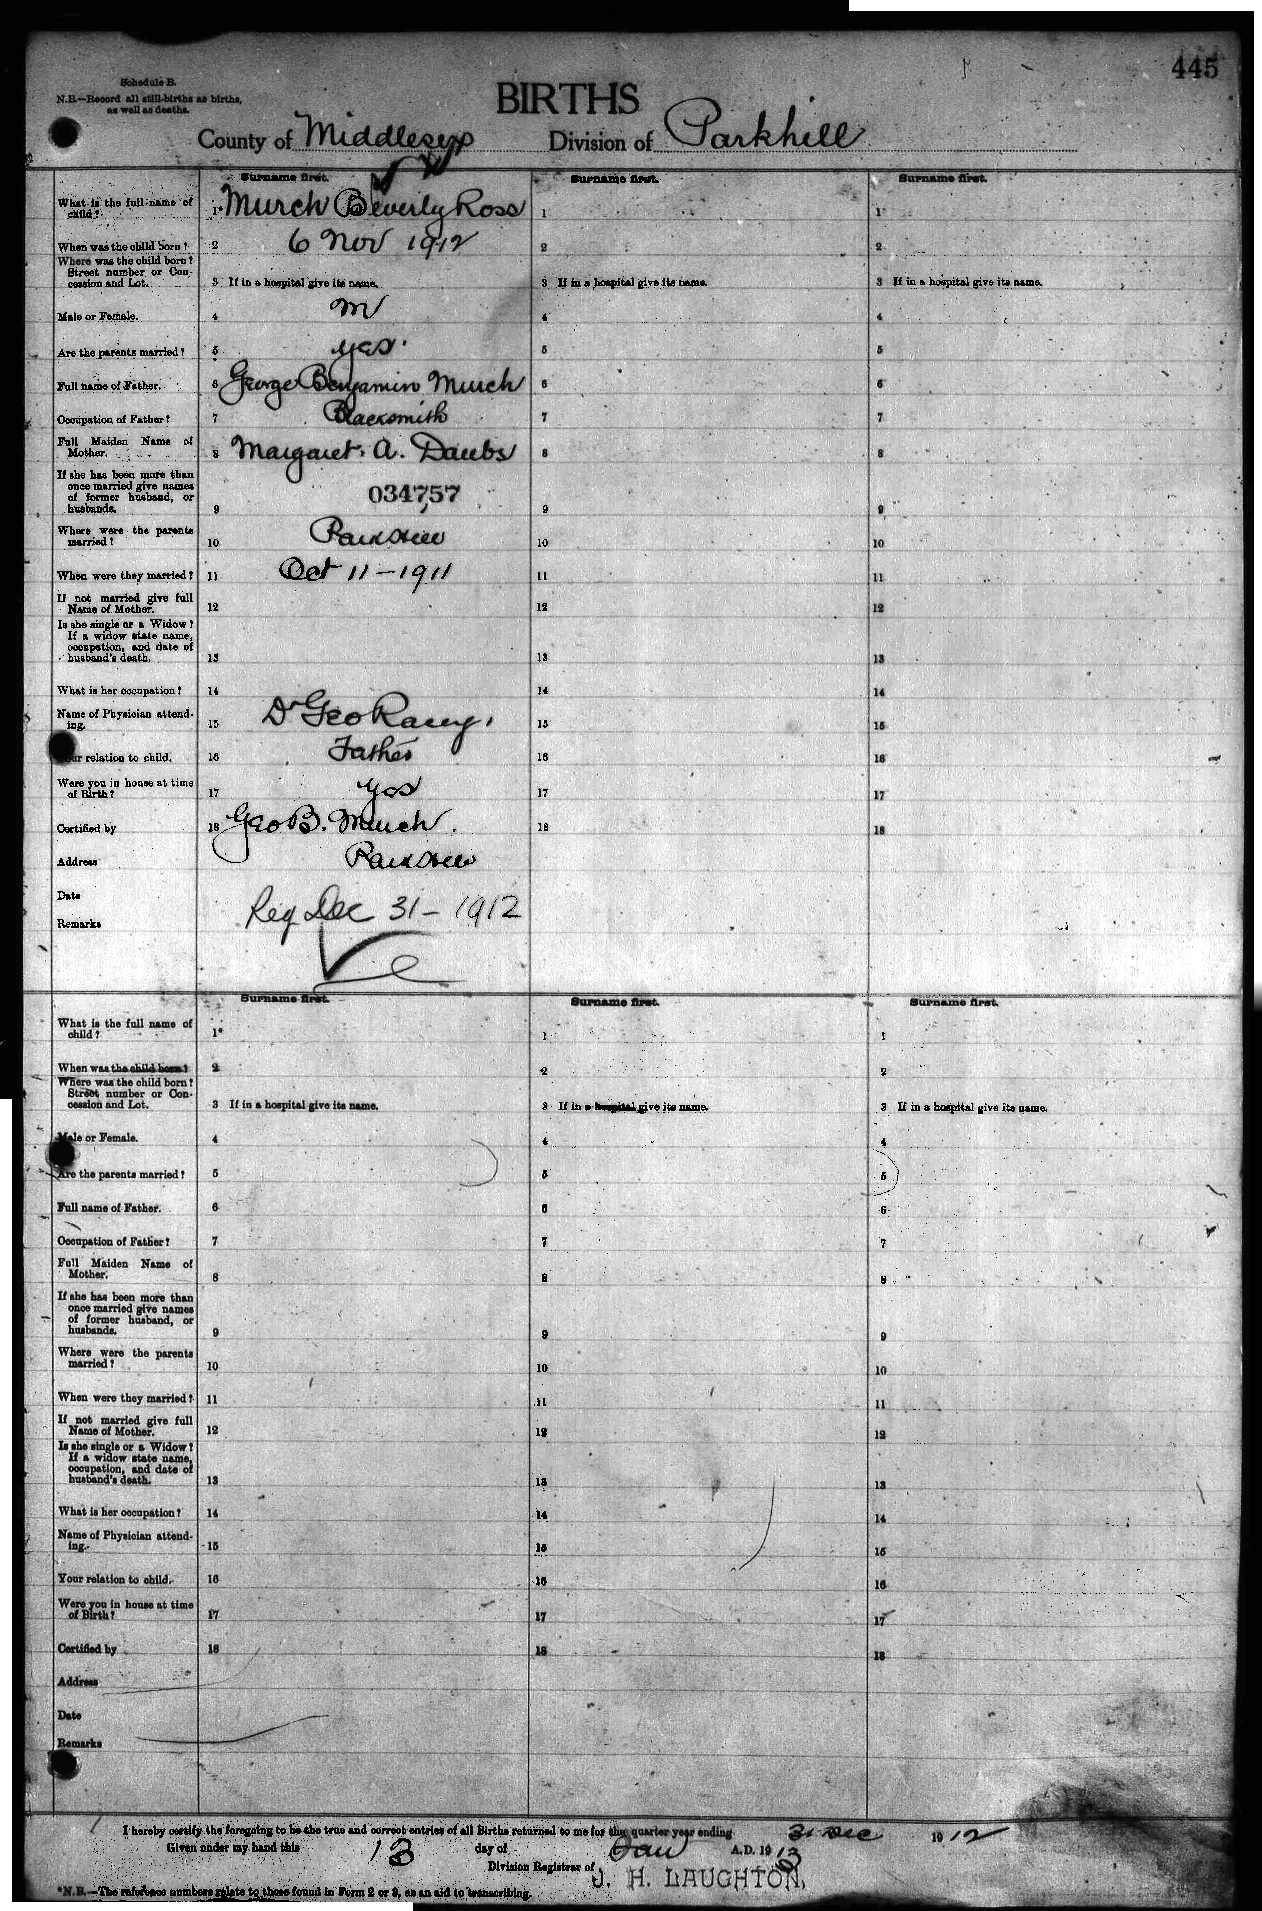 445
Schedule B.
N.B.—Record all still-births as births,
as well as deaths.
BIRTHS
County of Middlesex Division of Parkhill
Surname first. Surname first. Surname first.
What is the full name of child? 1* Murch Beverly Ross 1 1
When was the child born? 2 6 Nov 1912 2 2
Where was the child born?
Street number or Con-
cession and Lot. 3 If in a hospital give its name. 3 If in a hospital give its name. 3 If in a hospital give its name.
Male or Female. 4 M 4 4
Are the parents married? 5 yes 5 5
Full name of Father. 6 George Benjamin Murch 6 6
Occupation of Father? 7 Blacksmith 7 7
Full Maiden Name of
Mother. 8 Margaret. A. Daubs 8 8
If she has been more than
once married give names
of former husband, or
husbands. 9 034757 9 9
Where were the parents
married? 10 Parkhill 10 10
When were they married? 11 Oct 11-1911 11 11
If not married give full
Name of Mother. 12 12 12
Is she single or a Widow?
If a widow state name,
occupation, and date of
husband's death. 13 13 13
What is her occupation? 14 14 14
Name of Physician attend-
ing. 15 Dr Geo Racey. 15 15
Your relation to child. 16 Father 16 16
Were you in house at time
of Birth? 17 yes 17 17
Certified by 18 Geo B. Murch. 18 18
Address Parkhill
Date
Remarks Reg Dec 31 - 1912
Surname first. Surname first. Surname first.
What is the full name of
child? 1* 1 1
When was the child born? 2 2 2
Where was the child born?
Street number or Con-
cession and Lot. 3 If in a hospital give its name. 3 If in a hospital give its name. 3 If in a hospital give its name.
Male or Female. 4 4 4
Are the parents married? 5 5 5
Full name of Father. 6 6 6
Occupation of Father? 7 7 7
Full Maiden Name of
Mother. 8 8 8
If she has been more than
once married give names
of former husband, or
husbands. 9 9 9
Where were the parents
married? 10 10 10
When were they married? 11 11 11
If not married give full
Name of Mother. 12 12 12
Is she single or a Widow?
If a widow state name,
occupation, and date of
husband's death. 13 13 13
What is her occupation? 14 14 14
Name of Physician attend-
ing. 15 15 15
Your relation to child. 16 16 16
Were you in house at time
of Birth? 17 17 17
Certified by 18 18 18
Address
Date
Remarks
I hereby certify the foregoing to be the true and correct entries of all Births returned to me for the quarter year ending 31 Dec 19 12
Given under my hand this 13 day of Jan A.D. 19 13
Division Registrar of J. H. LAUGHTON,
*N.B.—The reference numbers relate to those found in Form 2 or 3, as an aid to transcribing.